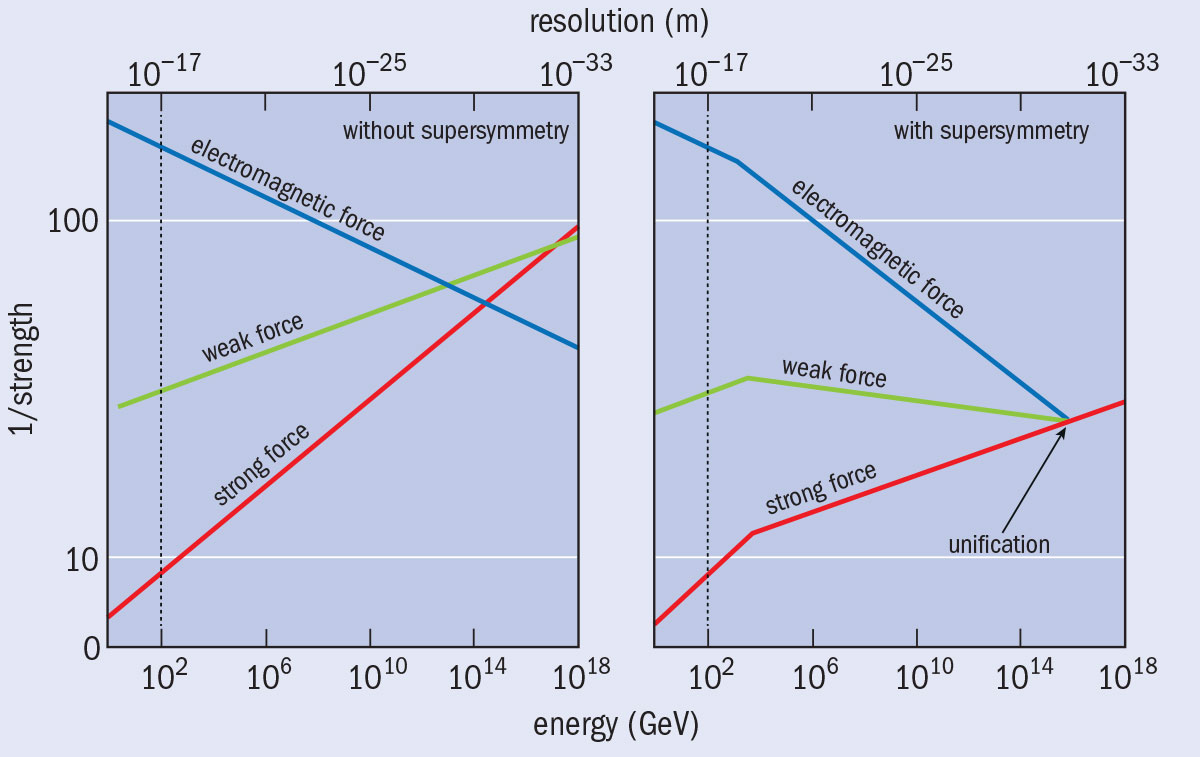 resolution (m)
10⁻¹⁷ 10⁻²⁵ 10⁻³³ 10⁻¹⁷ 10⁻²⁵ 10⁻³³
without supersymmetry
with supersymmetry
electromagnetic force
electromagnetic force
100
weak force
weak force
1/strength
strong force
strong force
unification
10
0
10² 10⁶ 10¹⁰ 10¹⁴ 10¹⁸ 10² 10⁶ 10¹⁰ 10¹⁴ 10¹⁸
energy (GeV)